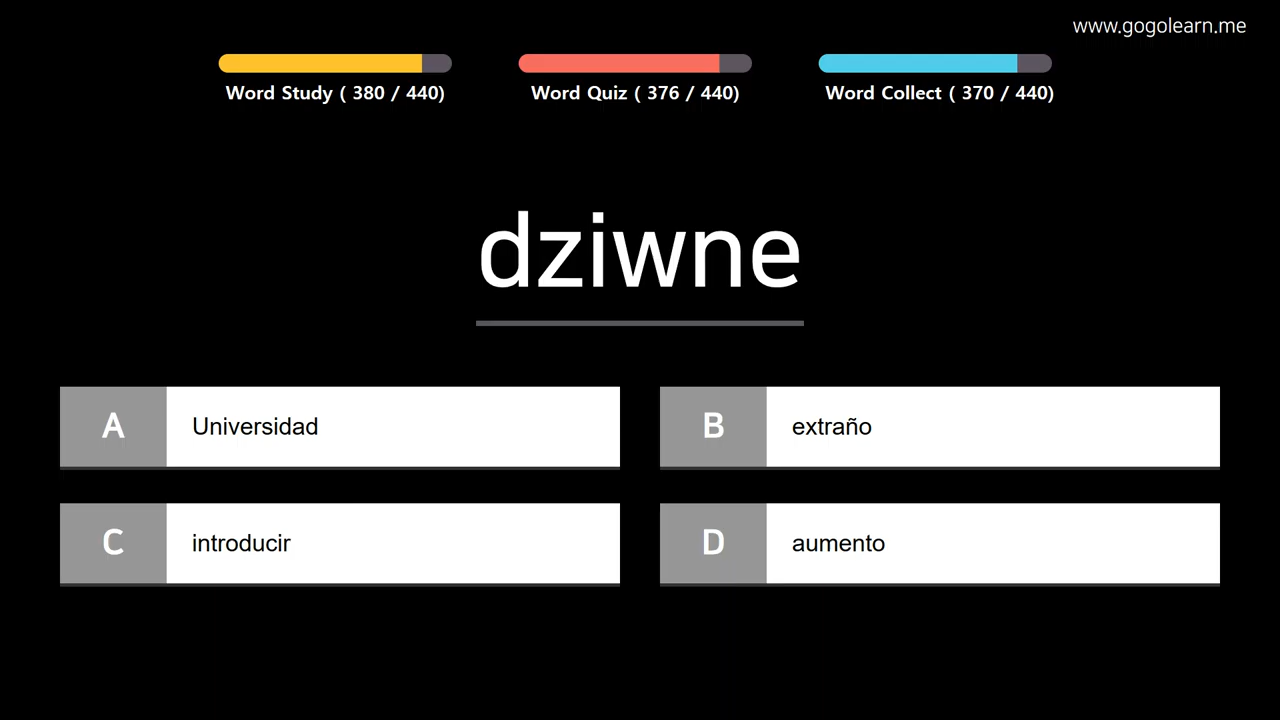 www.gogolearn.me
Word Study ( 380 / 440)
Word Quiz ( 376 / 440)
Word Collect ( 370 / 440)
dziwne
A Universidad
B extraño
C introducir
D aumento